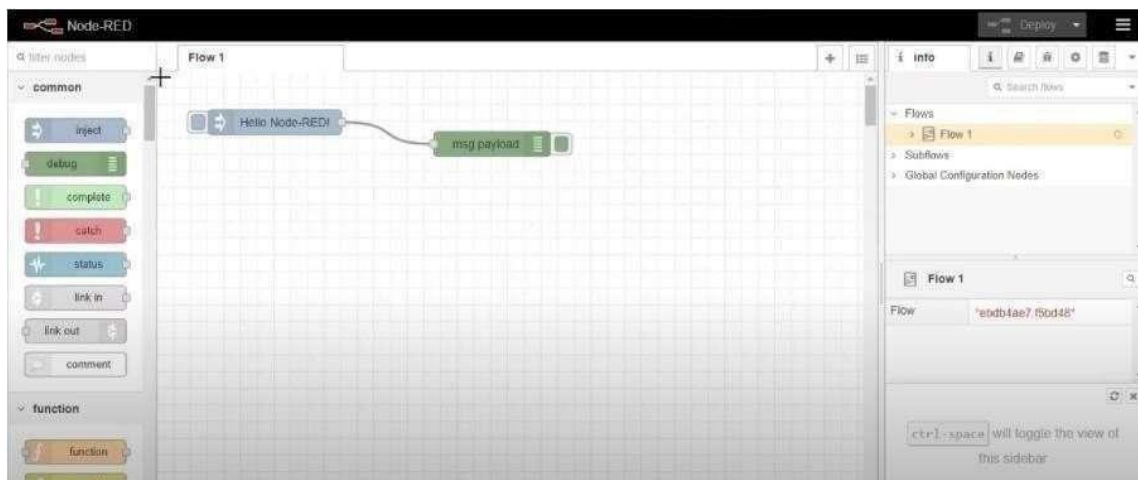 Node-RED
Deploy
filter nodes
common
inject
debug
complete
catch
status
link in
link out
comment
function
function
Flow 1
Hello Node-RED!
msg payload
i info
Search flows
Flows
Flow 1
Subflows
Global Configuration Nodes
Flow 1
Flow
ctrl-space will toggle the view of
this sidebar